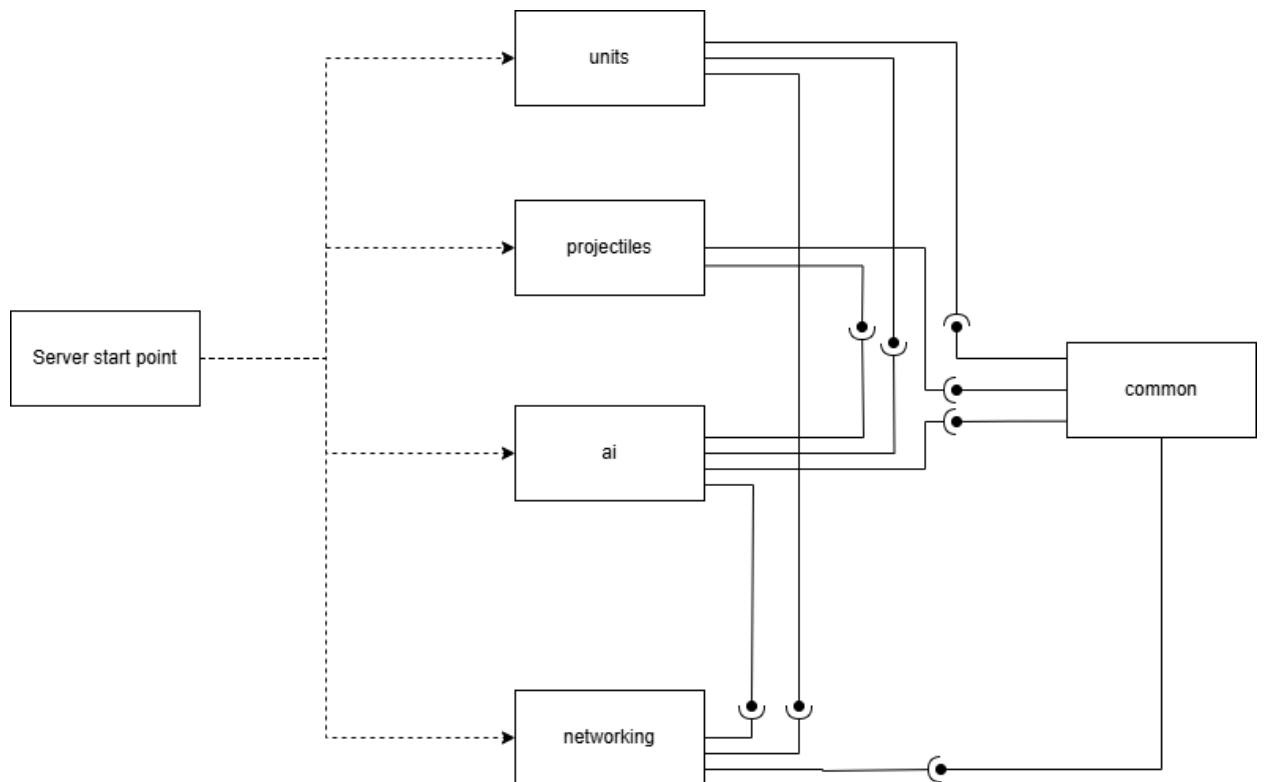 units
projectiles
Server start point
common
ai
networking